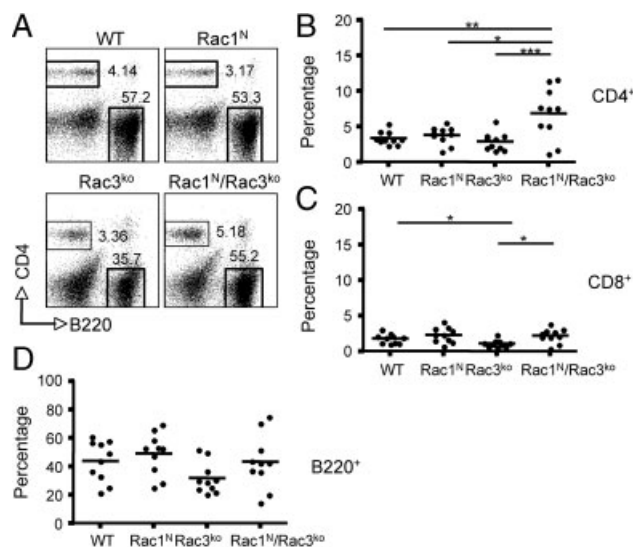 A
WT
Rac1ᴺ
4.14
3.17
57.2
53.3
Rac3ᵏᵒ
Rac1ᴺ/Rac3ᵏᵒ
3.36
5.18
35.7
55.2
CD4
B220
B
20
15
10
5
0
Percentage
**
*
***
CD4⁺
WT
Rac1ᴺ Rac3ᵏᵒ
Rac1ᴺ/Rac3ᵏᵒ
C
20
15
10
5
0
Percentage
*
*
CD8⁺
WT
Rac1ᴺ Rac3ᵏᵒ
Rac1ᴺ/Rac3ᵏᵒ
D
100
80
60
40
20
0
Percentage
B220⁺
WT
Rac1ᴺ Rac3ᵏᵒ
Rac1ᴺ/Rac3ᵏᵒ